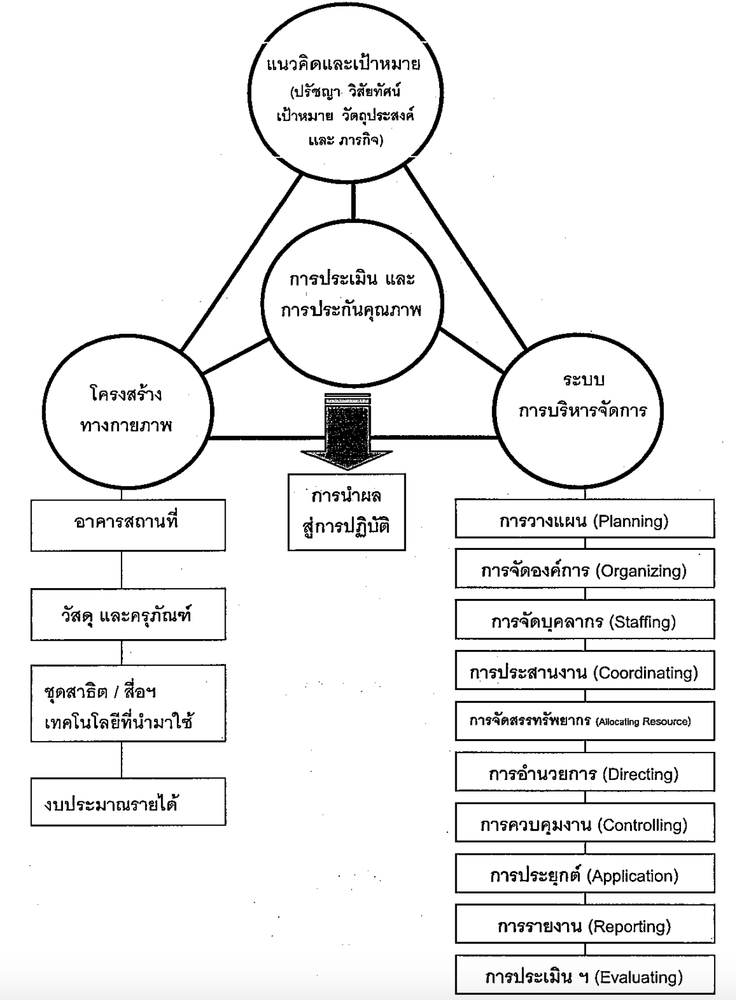 แนวคิดและเป้าหมาย
(ปรัชญา วิสัยทัศน์
เป้าหมาย วัตถุประสงค์
และ ภารกิจ)
การประเมิน และ
การประกันคุณภาพ
โครงสร้าง
ทางกายภาพ
ระบบ
การบริหารจัดการ
การนำผล
สู่การปฏิบัติ
อาคารสถานที่
วัสดุ และครุภัณฑ์
ชุดสาธิต / สื่อฯ
เทคโนโลยีที่นำมาใช้
งบประมาณรายได้
การวางแผน (Planning)
การจัดองค์การ (Organizing)
การจัดบุคลากร (Staffing)
การประสานงาน (Coordinating)
การจัดสรรทรัพยากร (Allocating Resource)
การอำนวยการ (Directing)
การควบคุมงาน (Controlling)
การประยุกต์ (Application)
การรายงาน (Reporting)
การประเมิน ฯ (Evaluating)